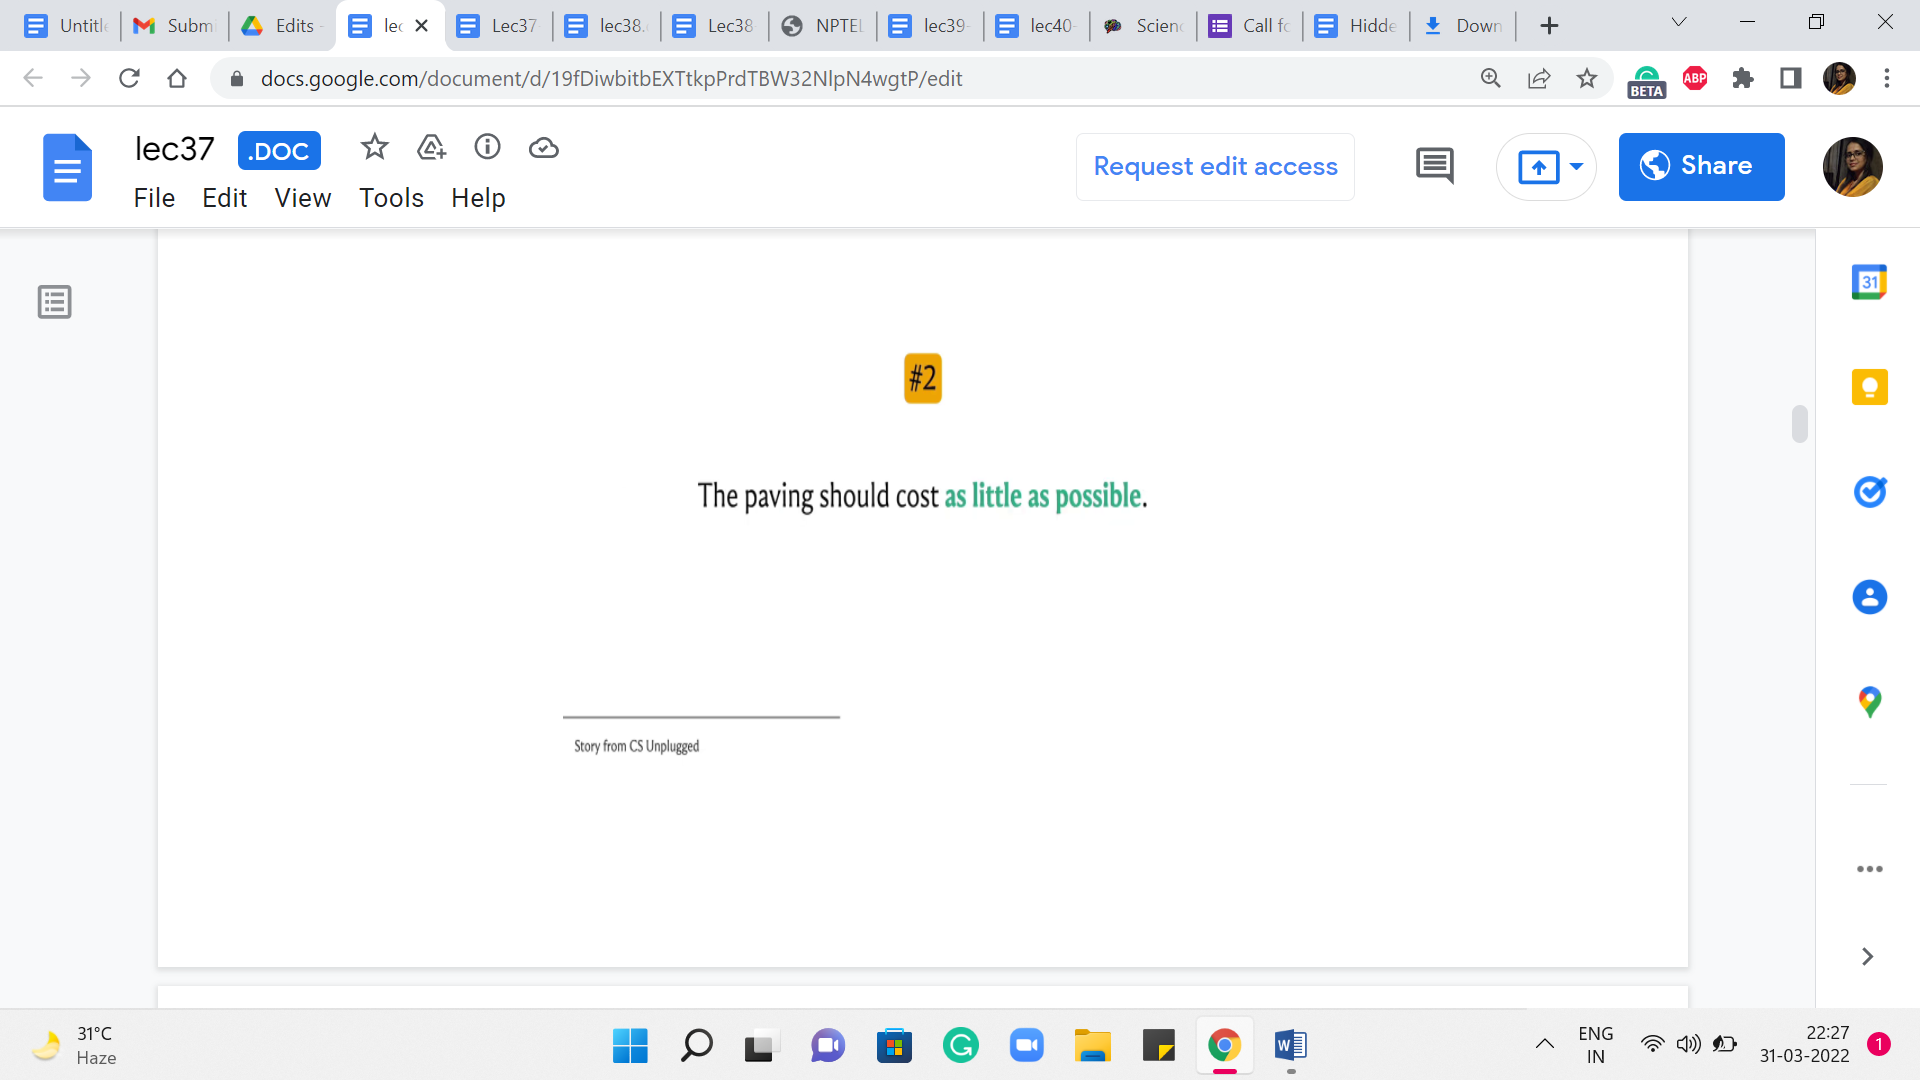 Untitle Submi Edits - lec Lec37- lec38.c Lec38 NPTEL lec39- lec40- Scienc Call fo Hidde Down
docs.google.com/document/d/19fDiwbitbEXTtkpPrdTBW32NlpN4wgtP/edit
ABP
BETA
lec37 .DOC
Request edit access
Share
File Edit View Tools Help
31
#2
The paving should cost as little as possible.
Story from CS Unplugged
31°C
Haze
ENG
IN
22:27
31-03-2022
1